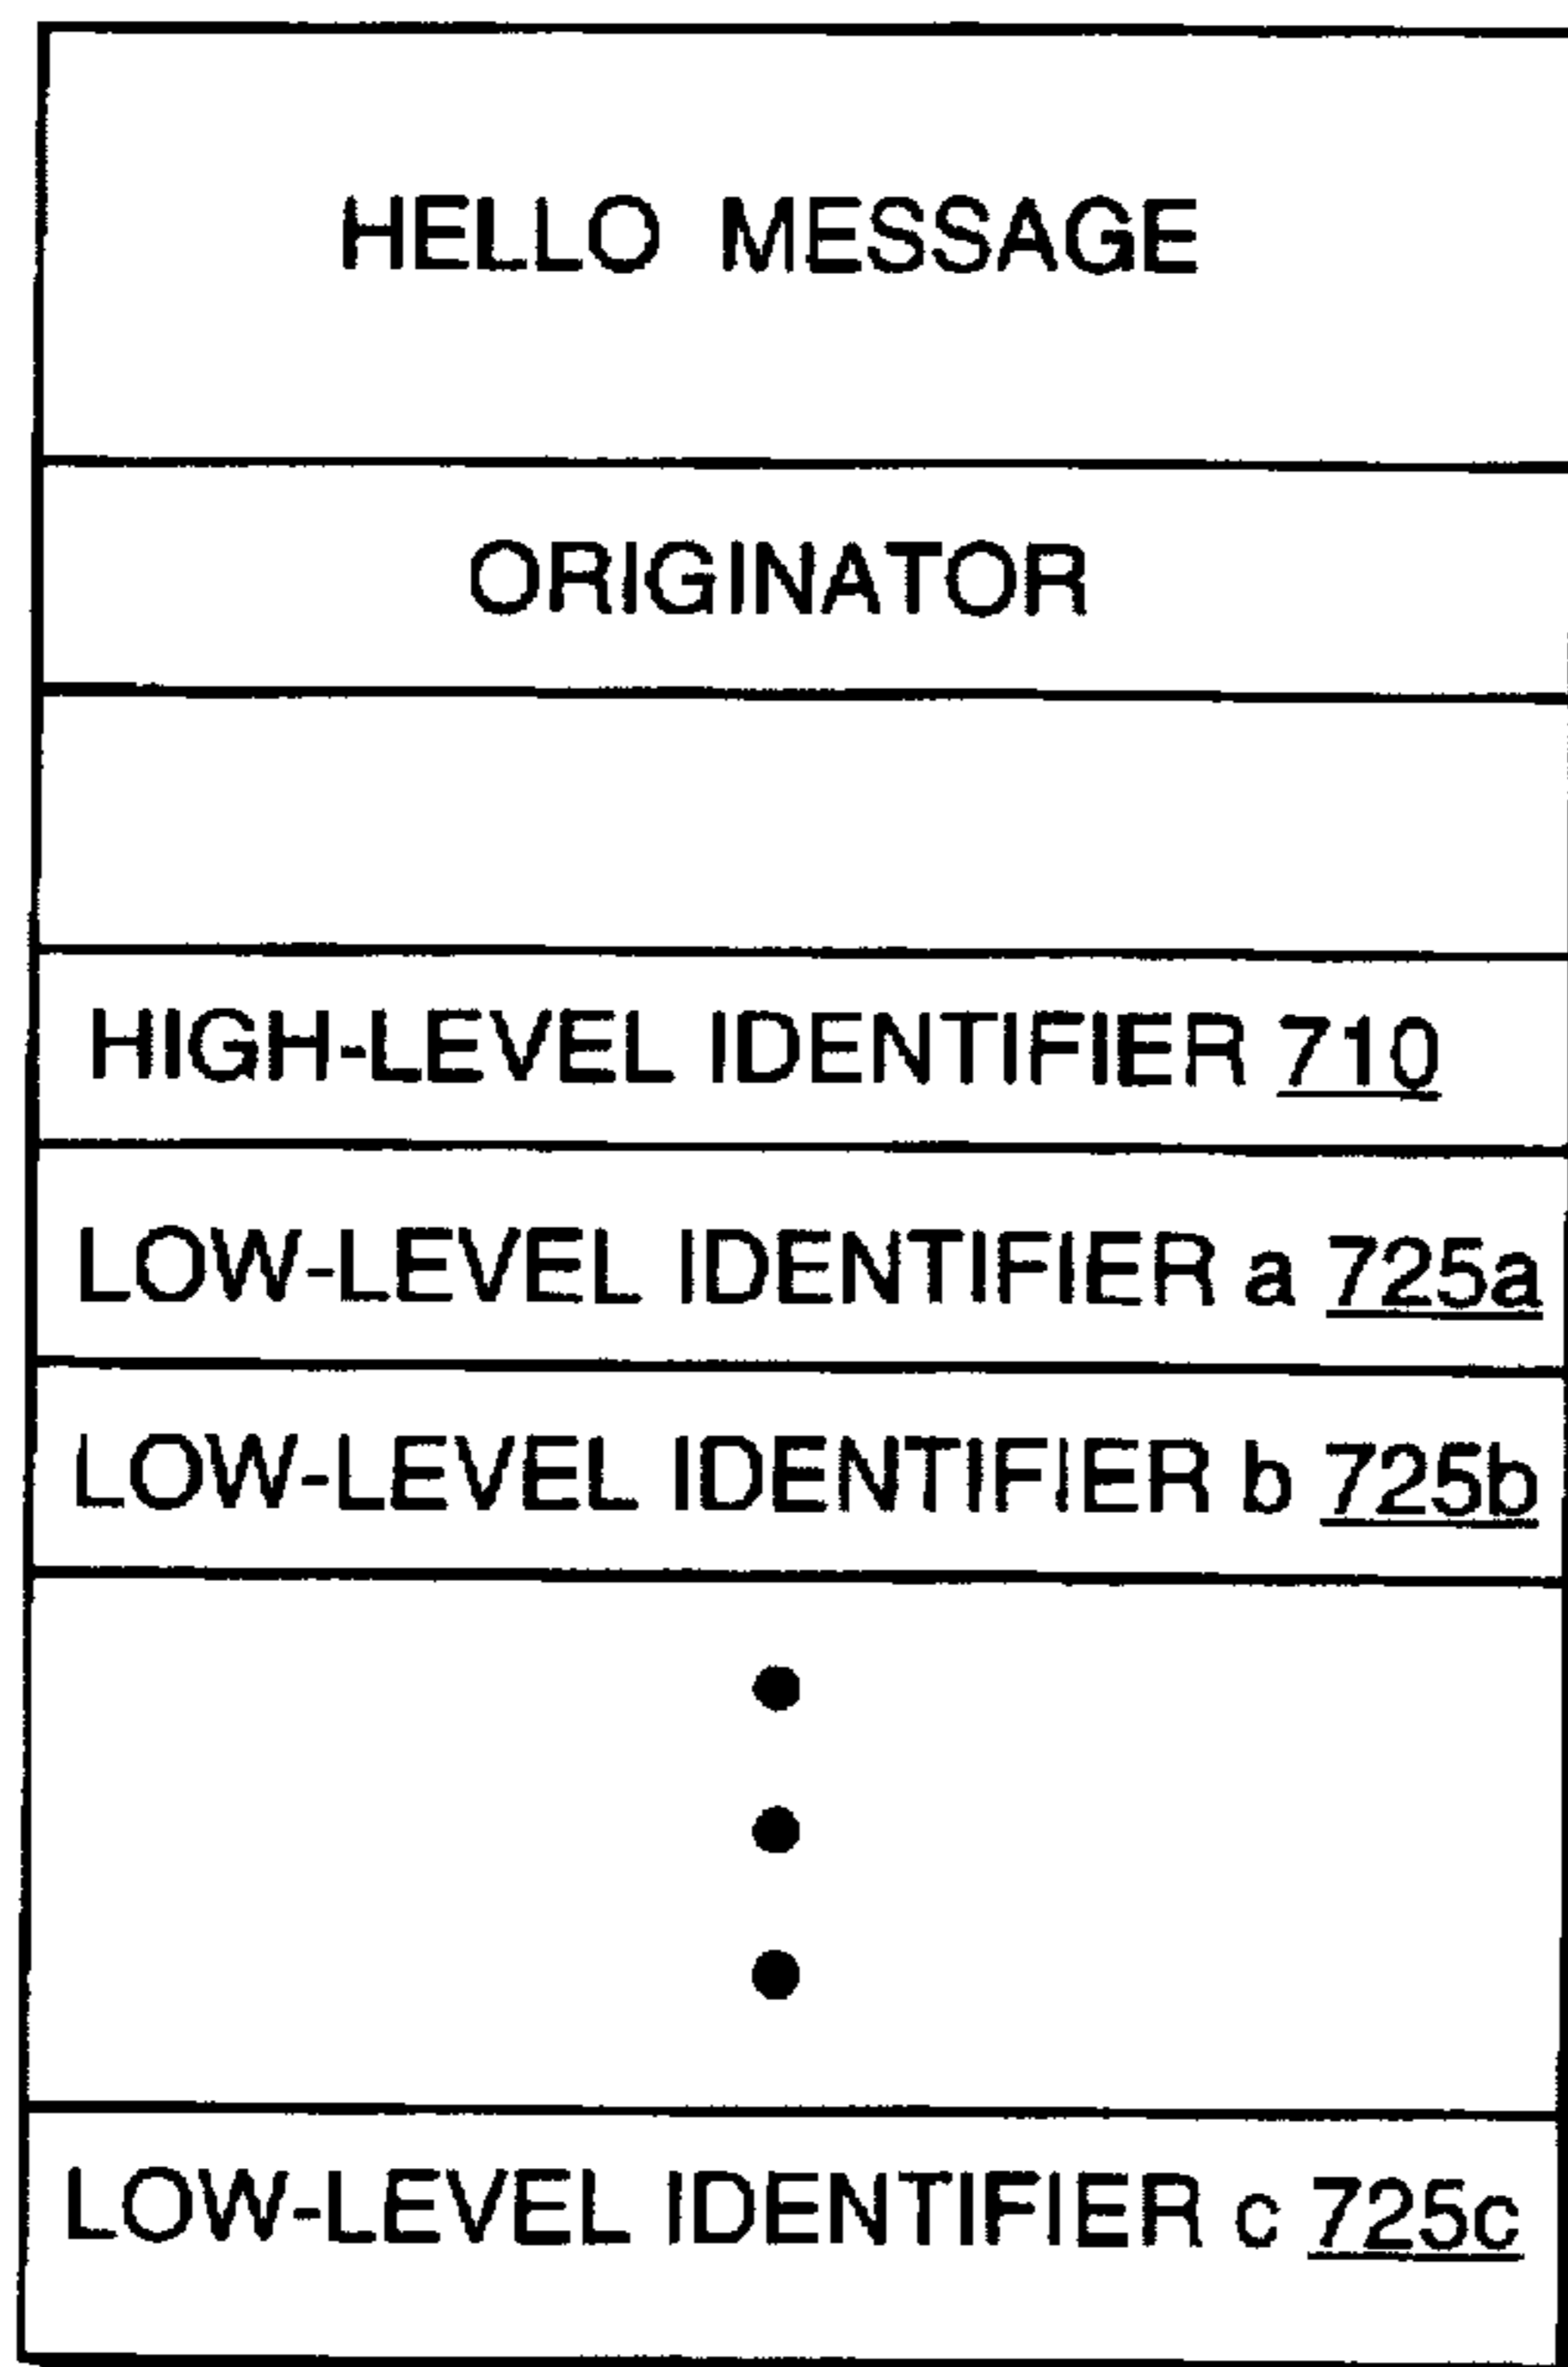 HELLO MESSAGE
ORIGINATOR
HIGH-LEVEL IDENTIFIER 710
LOW-LEVEL IDENTIFIER a 725a
LOW-LEVEL IDENTIFIER b 725b
LOW-LEVEL IDENTIFIER c 725c